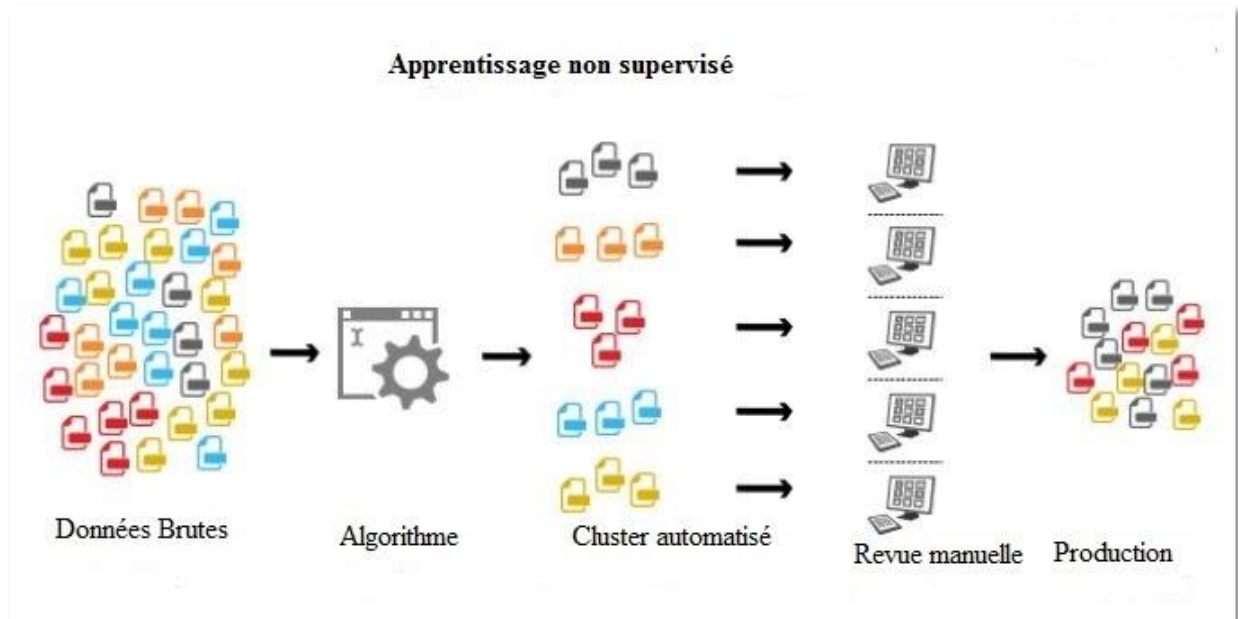 Apprentissage non supervisé
Données Brutes
Algorithme
Cluster automatisé
Revue manuelle
Production